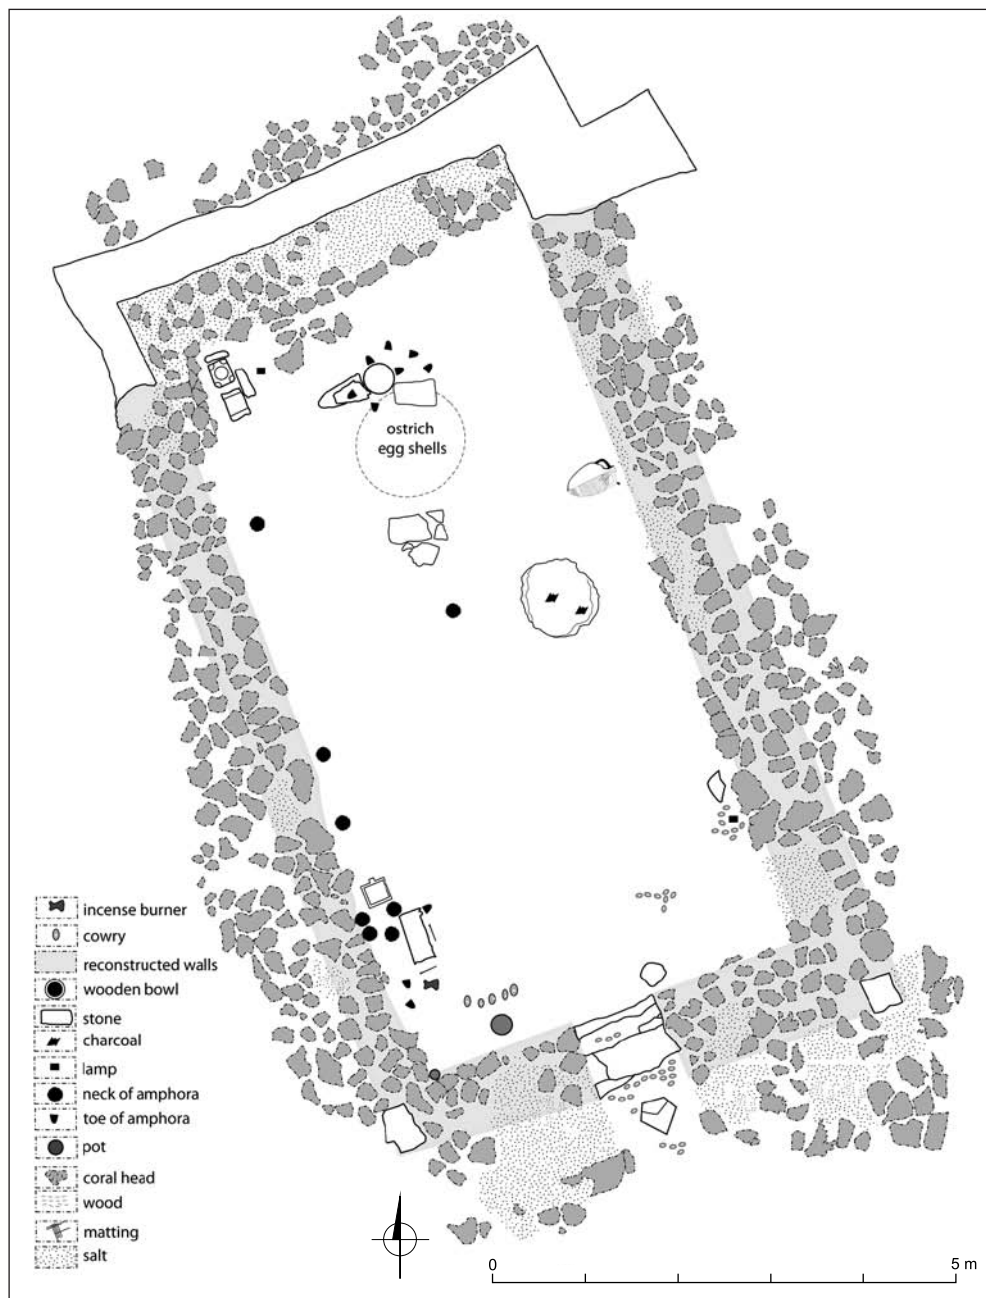 ostrich
egg shells
incense burner
cowry
reconstructed walls
wooden bowl
stone
charcoal
lamp
neck of amphora
toe of amphora
pot
coral head
wood
matting
salt
0 5 m